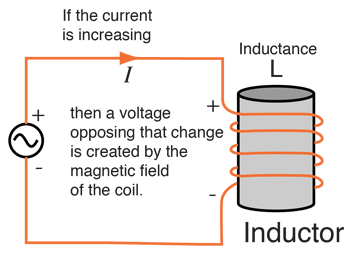 If the current
is increasing
I
Inductance
L
+
+
then a voltage
opposing that change
is created by the
magnetic field
of the coil.
-
-
Inductor